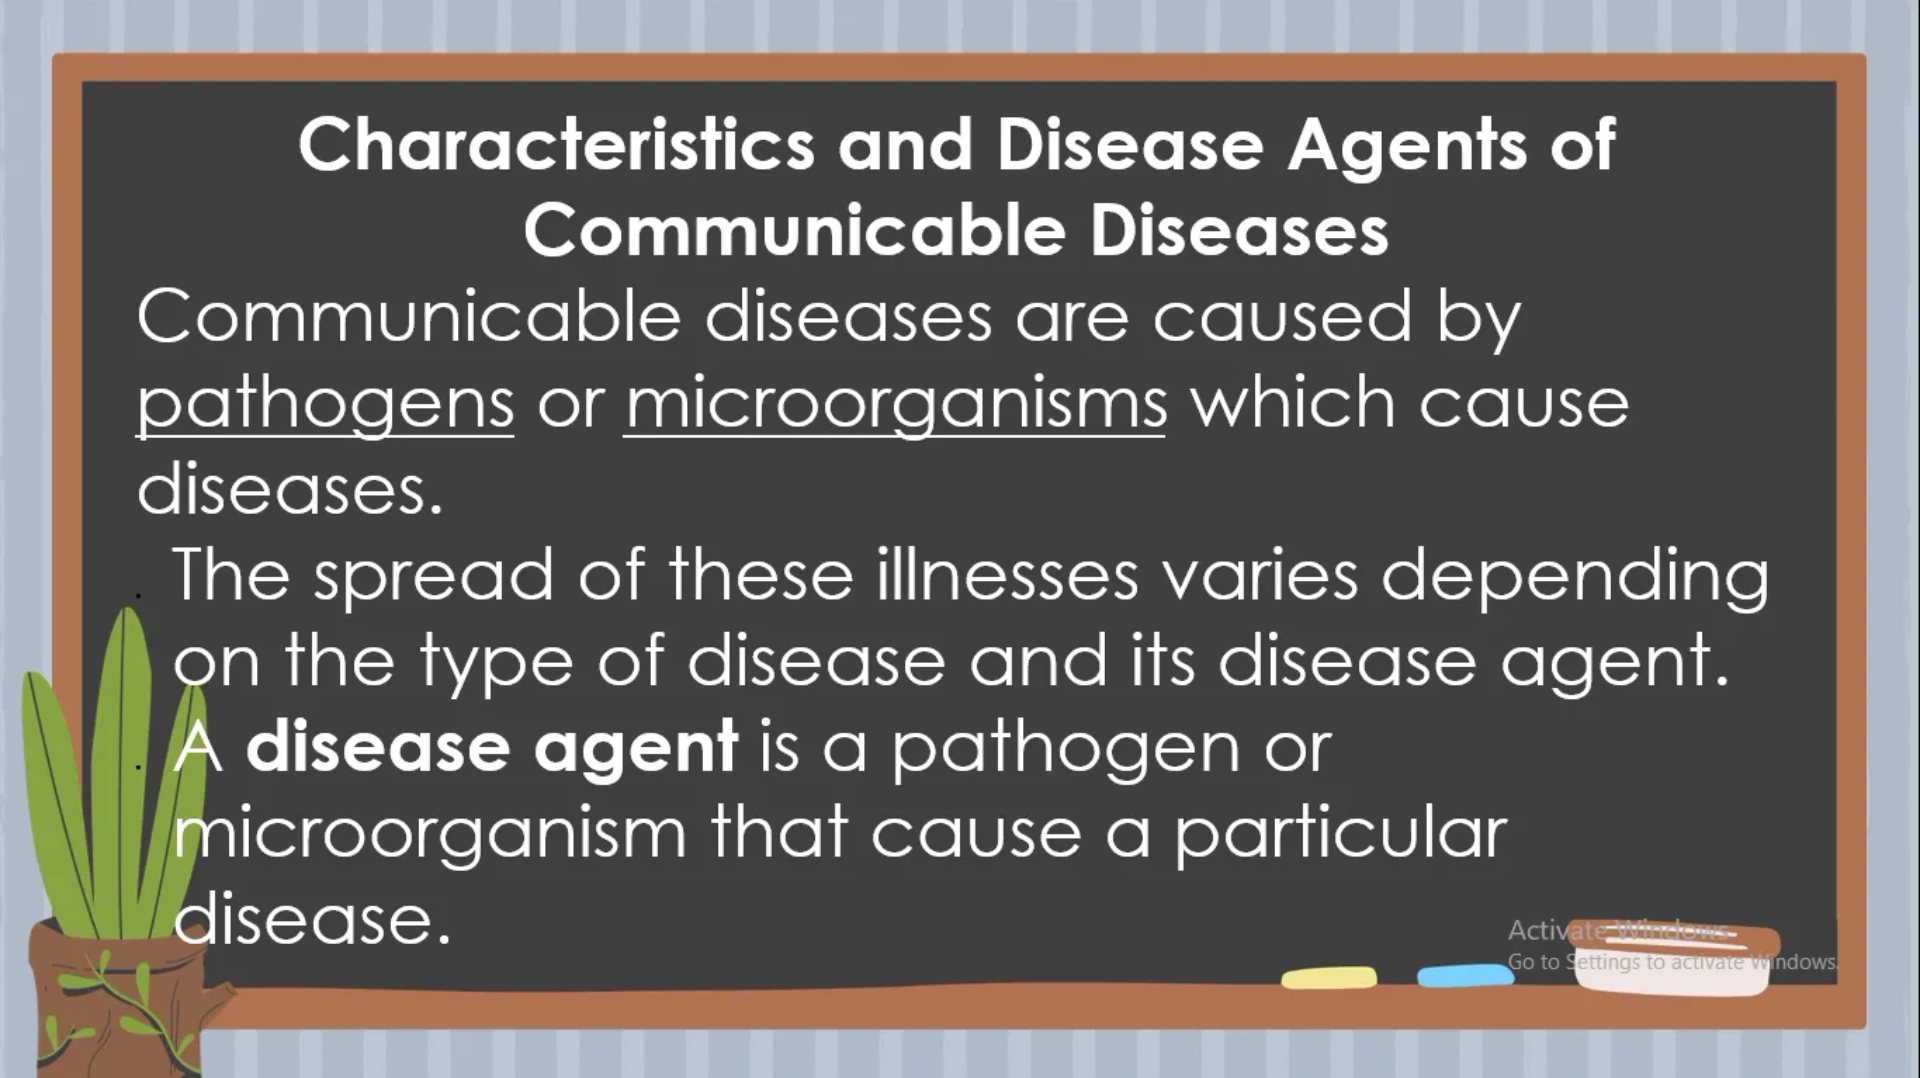 Characteristics and Disease Agents of
Communicable Diseases
Communicable diseases are caused by
pathogens or microorganisms which cause
diseases.
. The spread of these illnesses varies depending
on the type of disease and its disease agent.
. A disease agent is a pathogen or
microorganism that cause a particular
disease.
Activate Windows
Go to Settings to activate Windows.